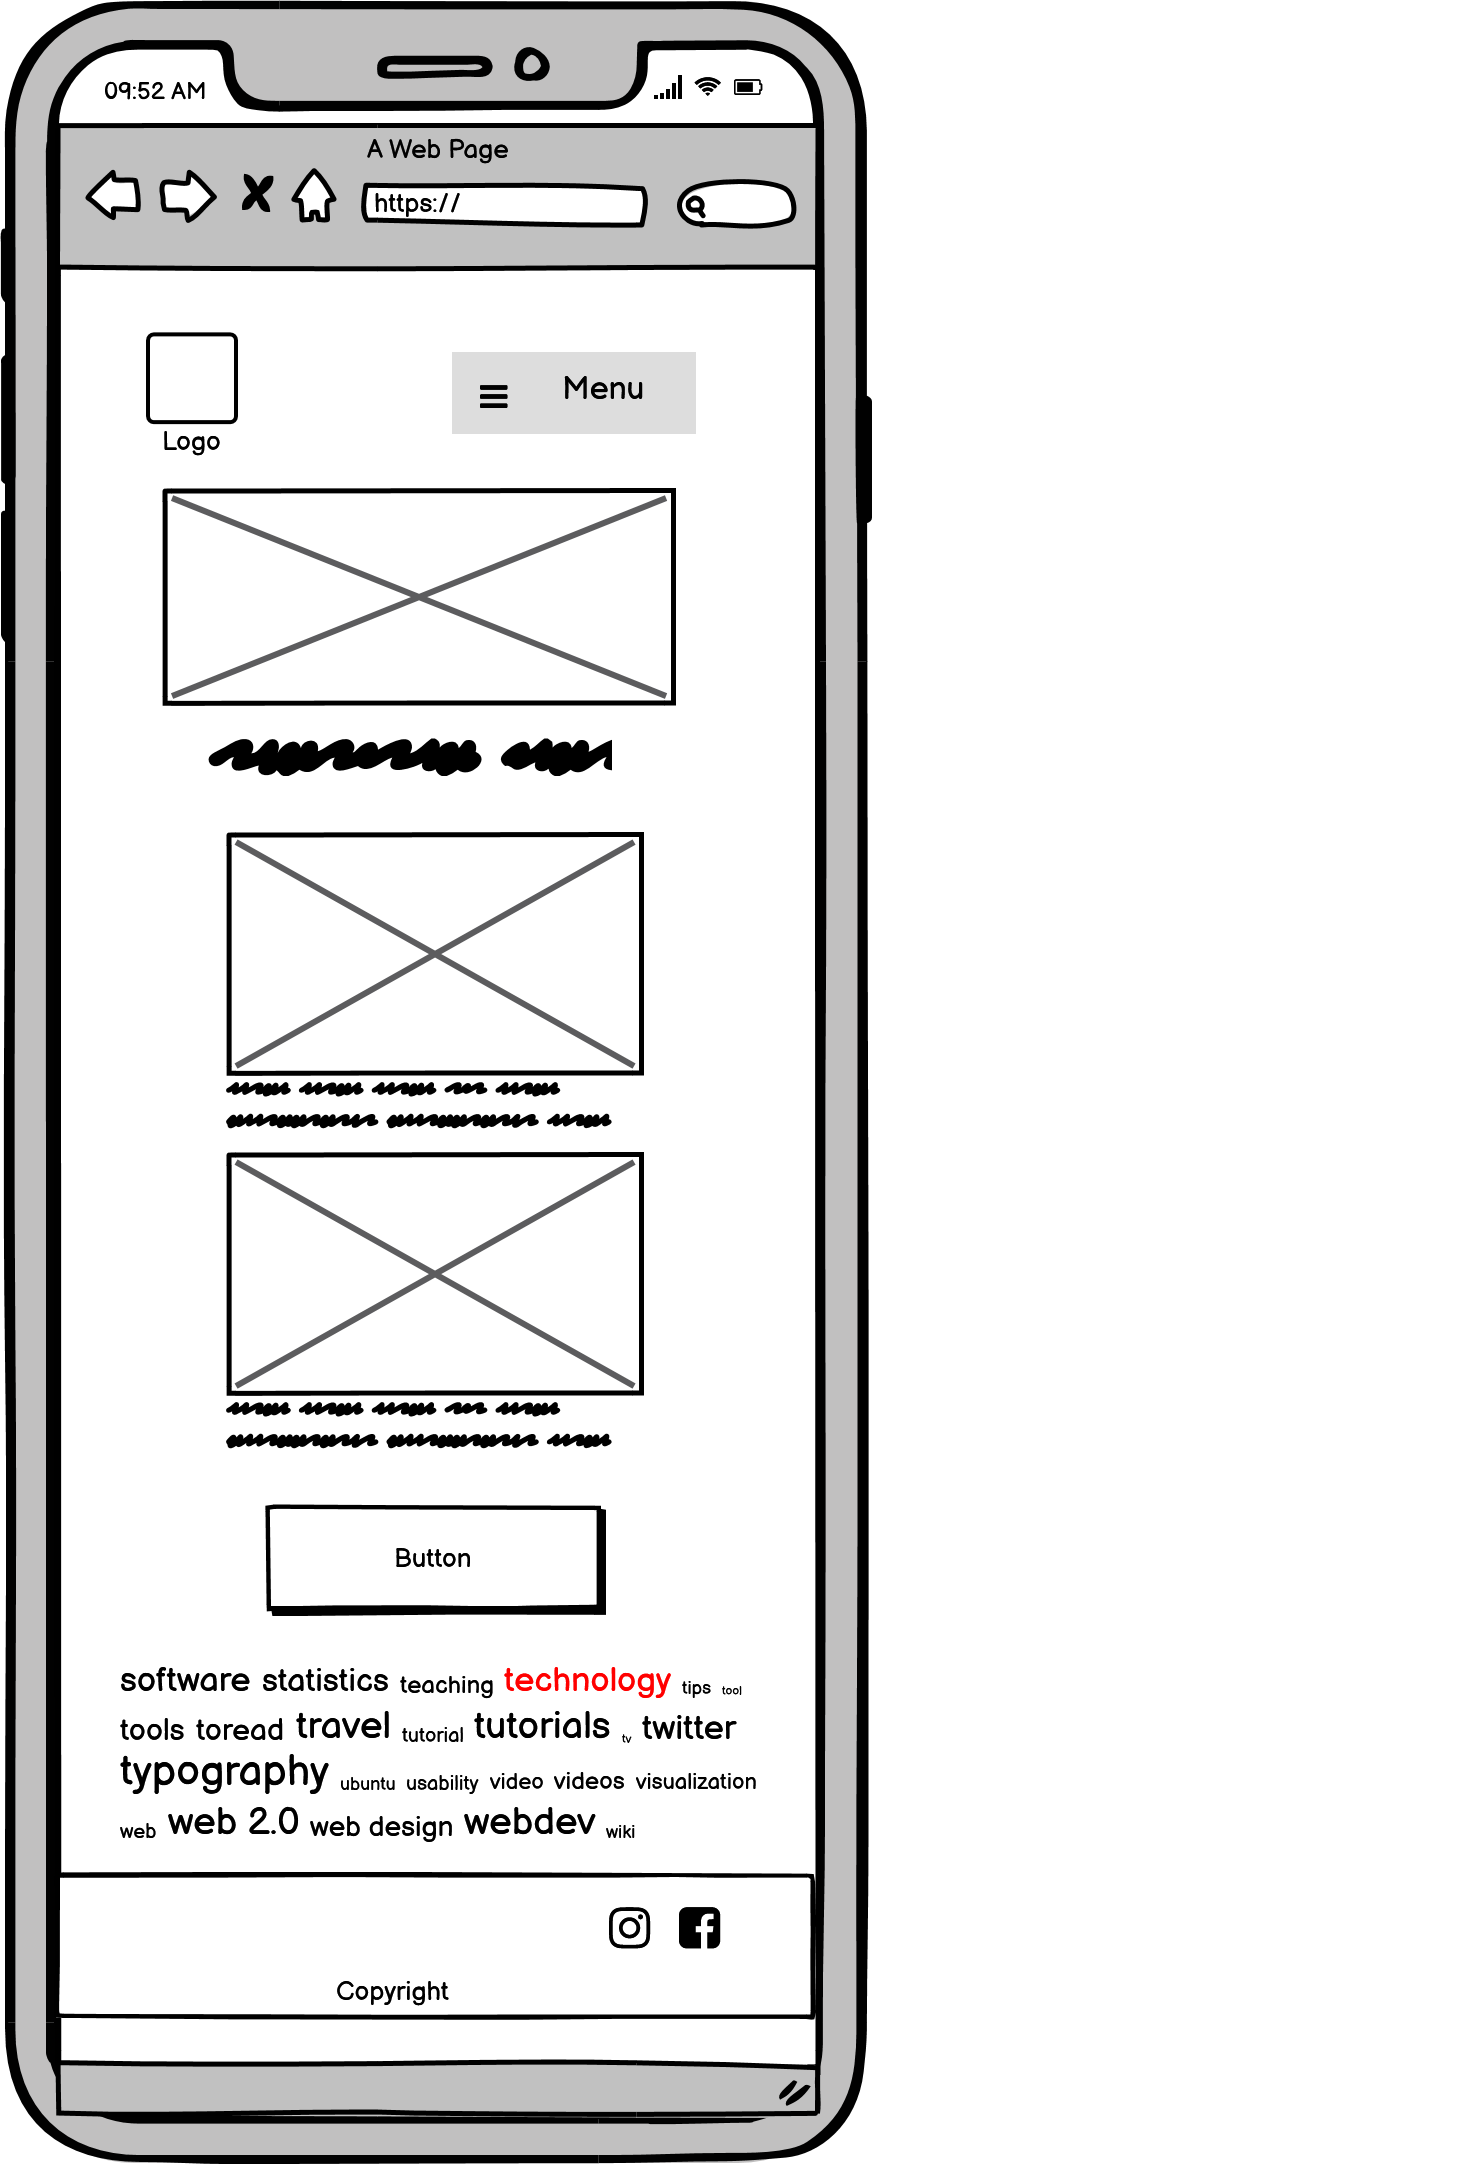 09:52 AM
A Web Page
https://
Menu
Logo
Button
software statistics teaching technology tips tool
tools toread travel tutorial tutorials tv twitter
typography ubuntu usability video videos visualization
web web 2.0 web design webdev wiki
Copyright